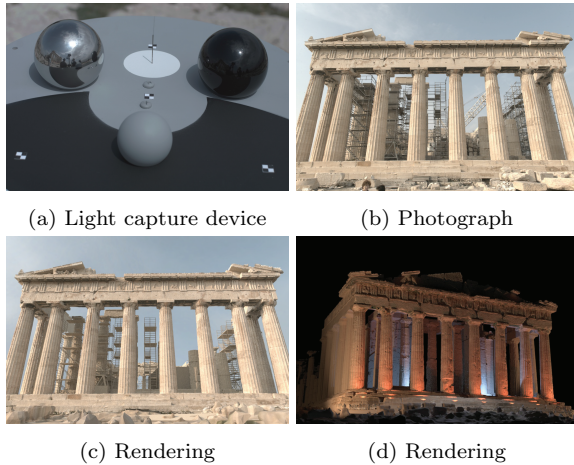 (a) Light capture device
(b) Photograph
(c) Rendering
(d) Rendering